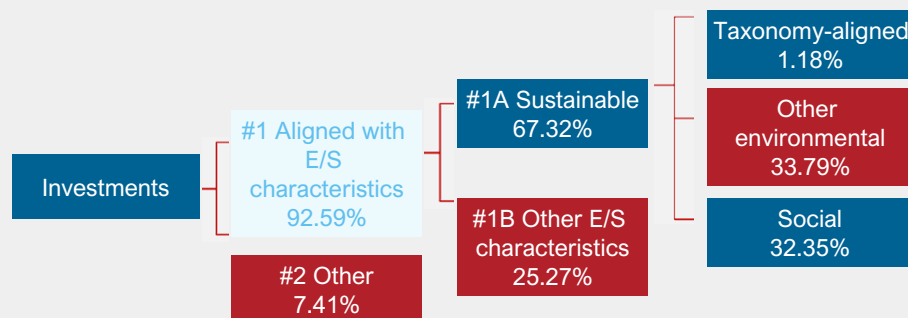 Investments
#1 Aligned with
E/S
characteristics
92.59%
#2 Other
7.41%
#1A Sustainable
67.32%
#1B Other E/S
characteristics
25.27%
Taxonomy-aligned
1.18%
Other
environmental
33.79%
Social
32.35%